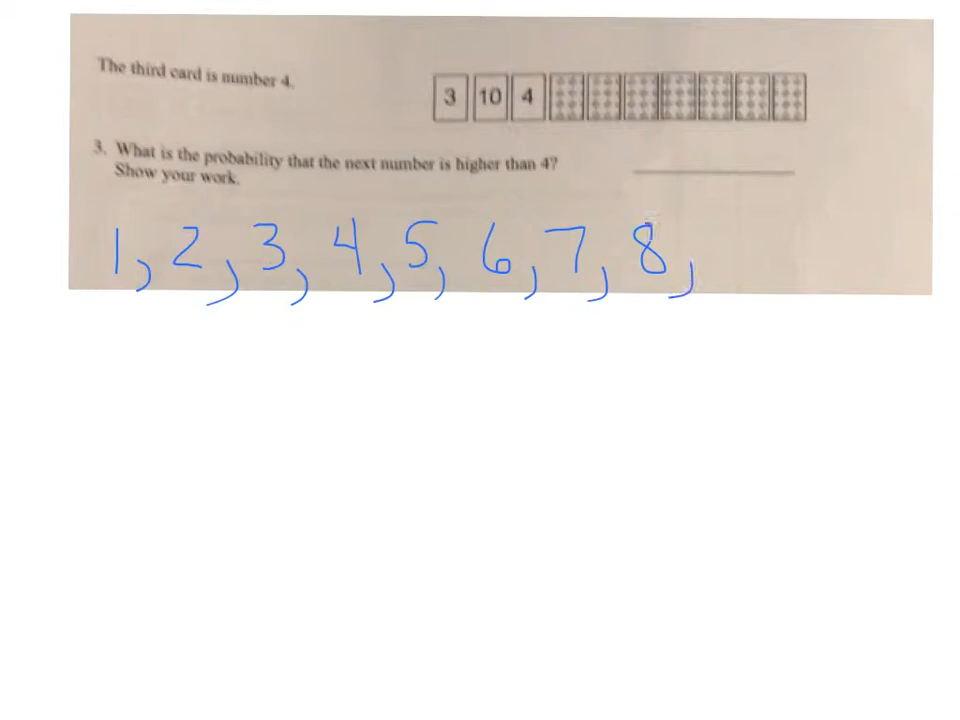 The third card is number 4.
3 10 4
3. What is the probability that the next number is higher than 4?
Show your work.
1, 2, 3, 4, 5, 6, 7, 8,